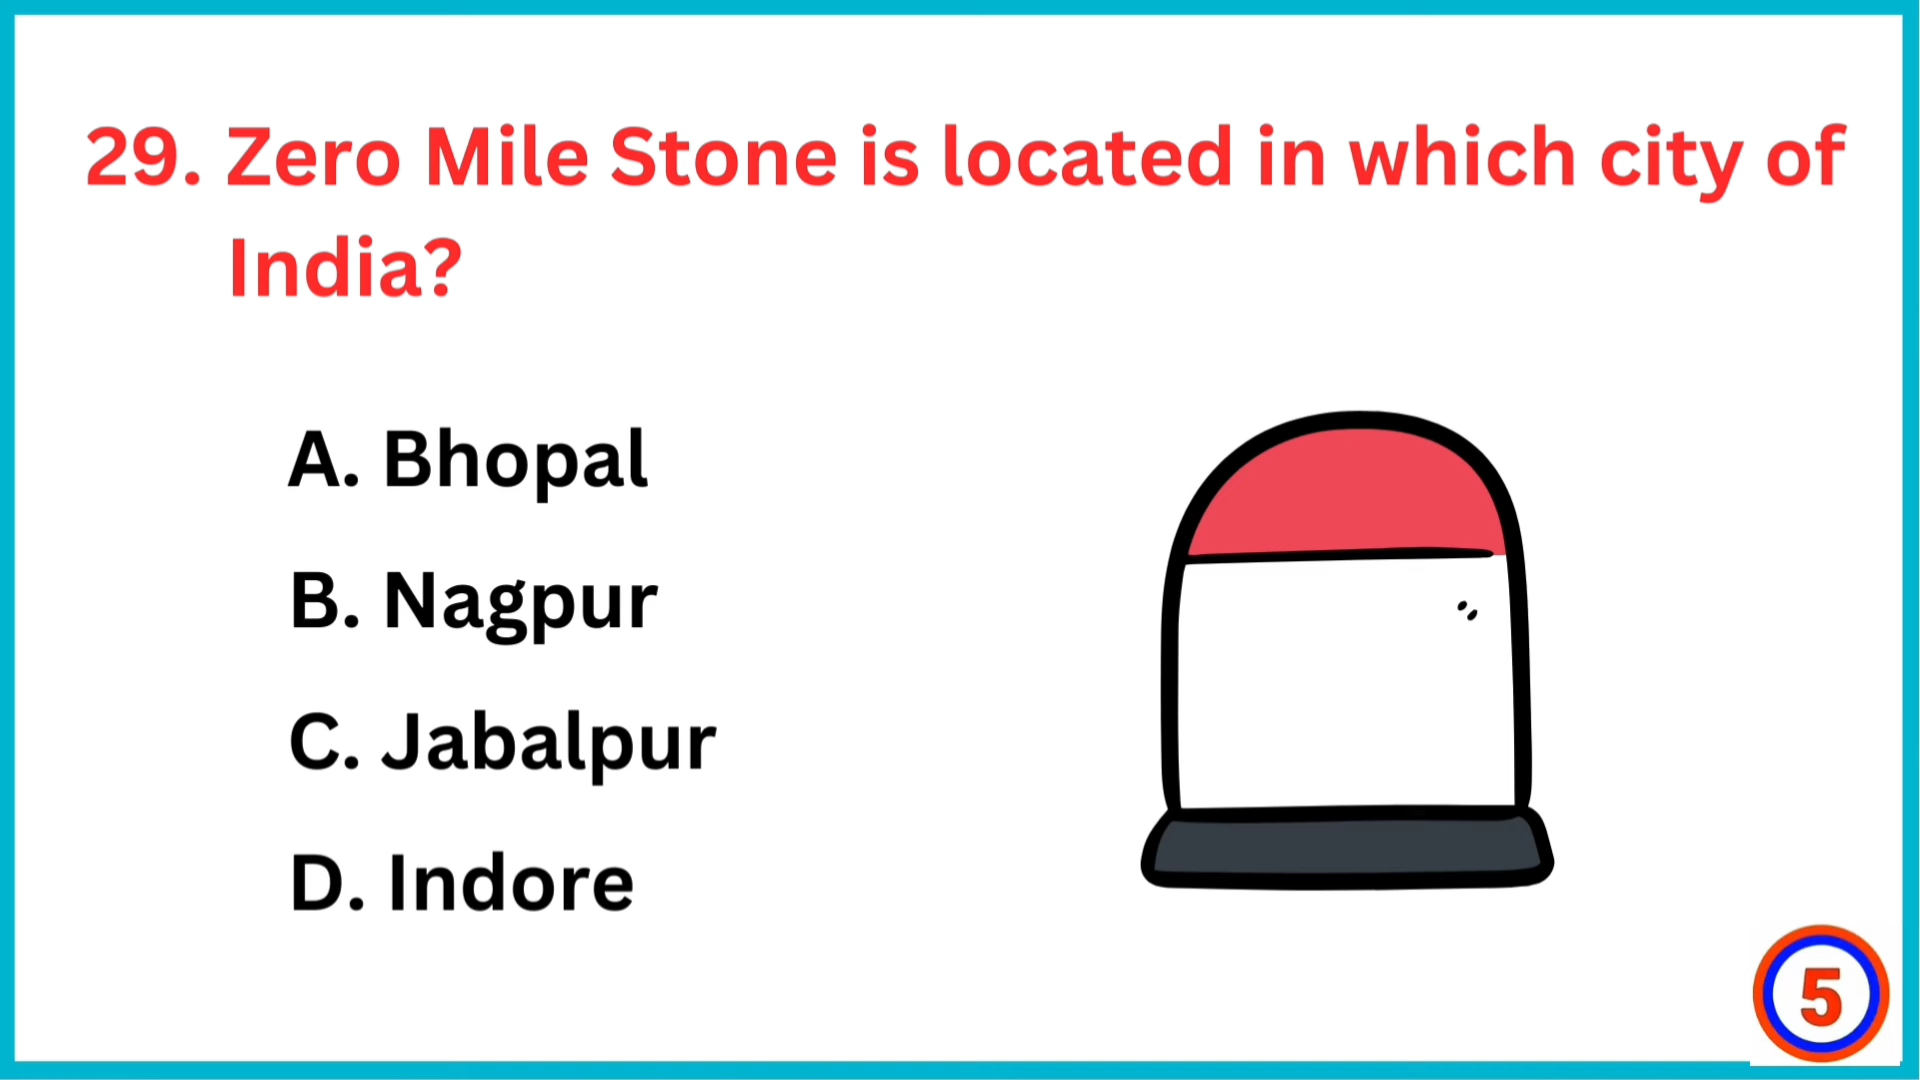 29. Zero Mile Stone is located in which city of
India?
A. Bhopal
B. Nagpur
C. Jabalpur
D. Indore
5